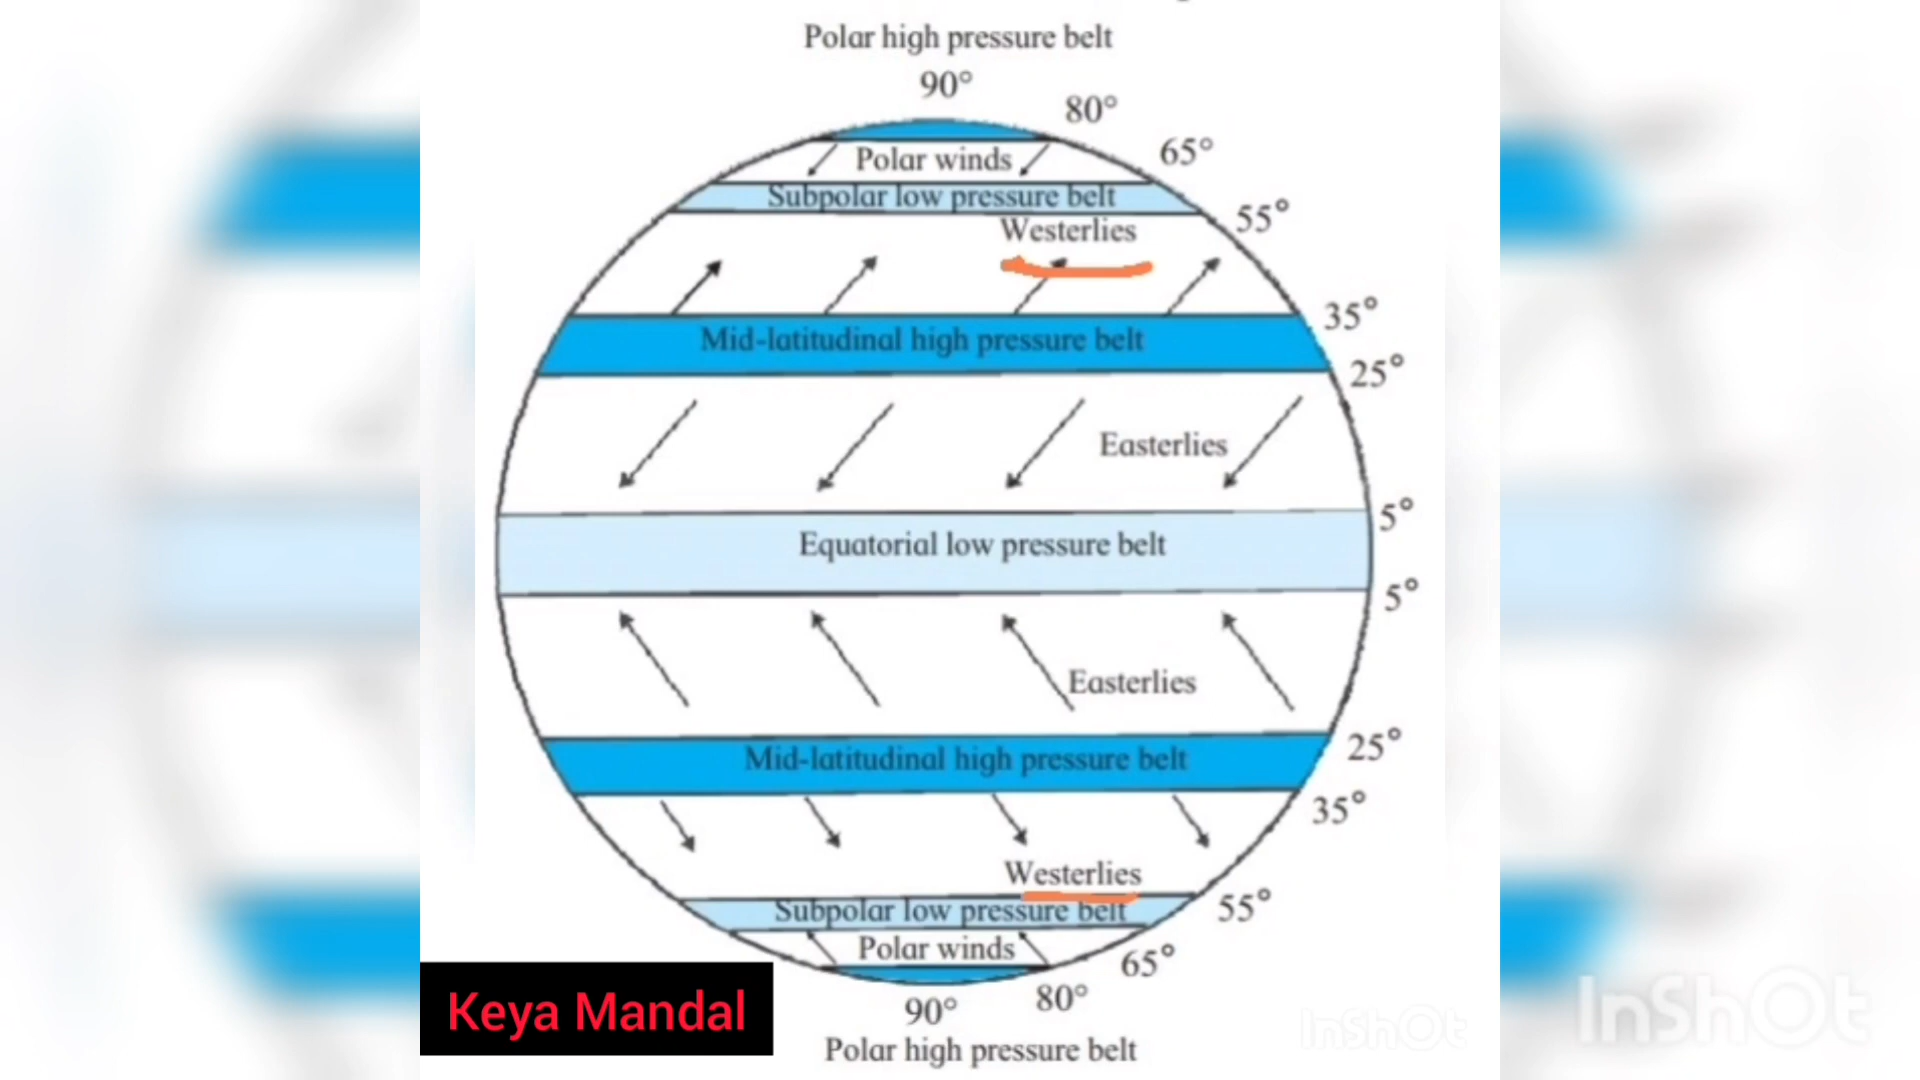 Polar high pressure belt
90°
80°
Polar winds
65°
Subpolar low pressure belt
55°
Westerlies
35°
Mid-latitudinal high pressure belt
25°
Easterlies
5°
Equatorial low pressure belt
5°
Easterlies
25°
Mid-latitudinal high pressure belt
35°
Westerlies
55°
Subpolar low pressure belt
Polar winds
65°
80°
90°
Polar high pressure belt
Keya Mandal
InShOt
InShOt